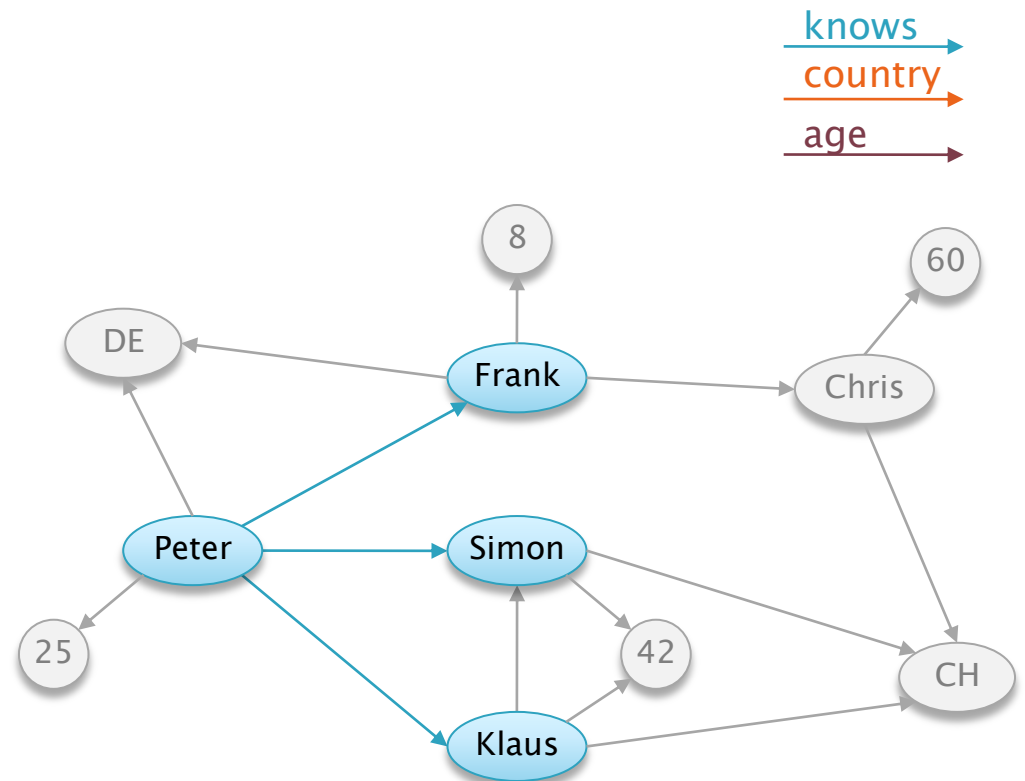 knows
country
age
8
60
DE
Frank
Chris
Peter
Simon
25
42
CH
Klaus